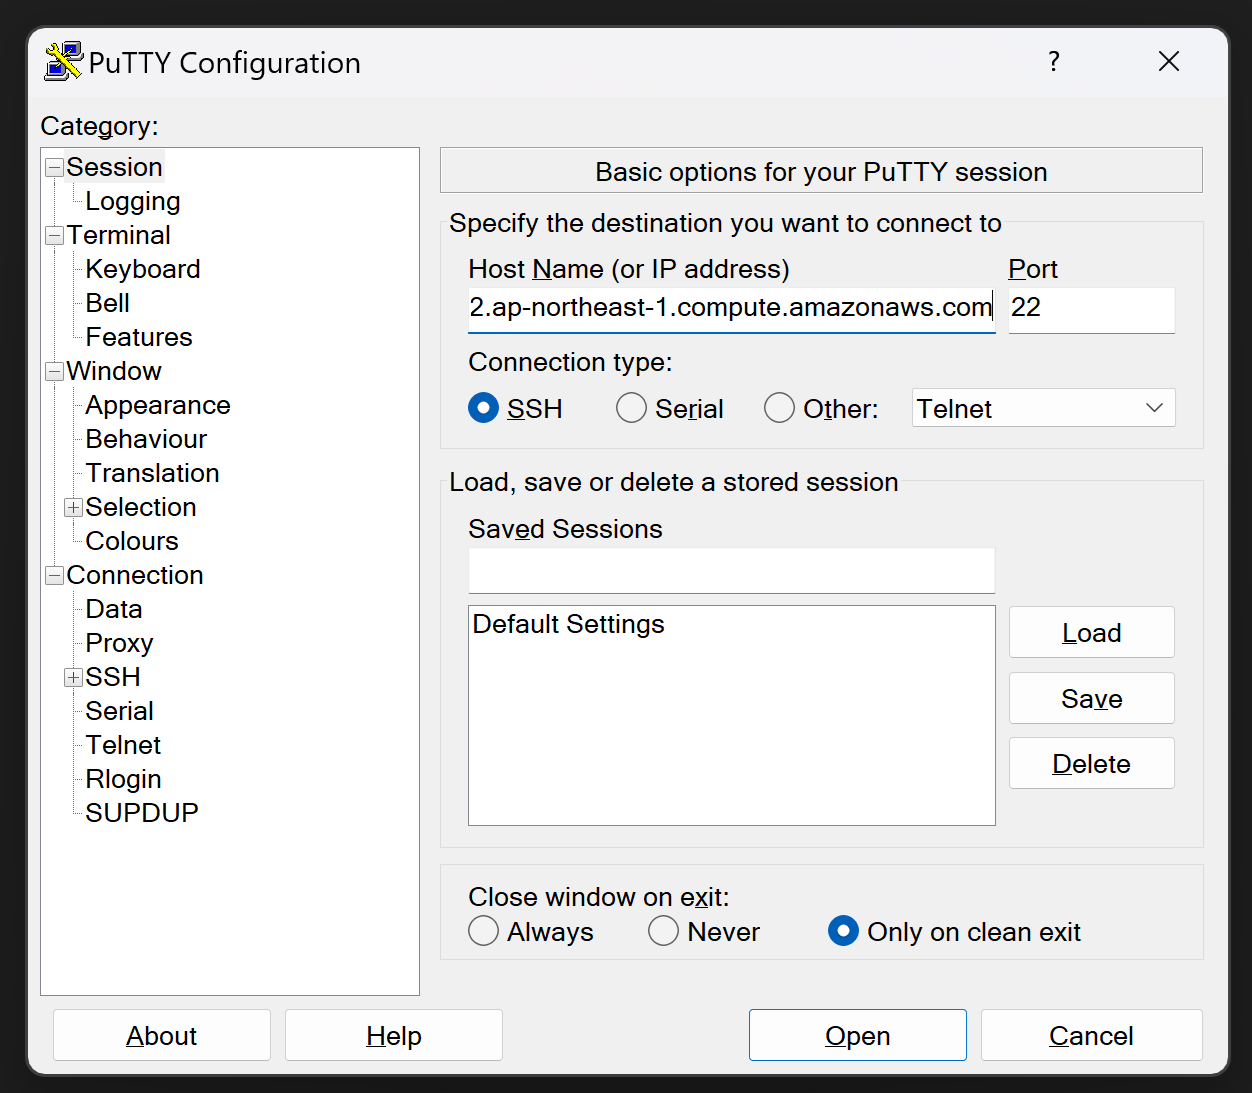 PuTTY Configuration
?
Category:
Session
Logging
Terminal
Keyboard
Bell
Features
Window
Appearance
Behaviour
Translation
Selection
Colours
Connection
Data
Proxy
SSH
Serial
Telnet
Rlogin
SUPDUP
Basic options for your PuTTY session
Specify the destination you want to connect to
Host Name (or IP address) Port
2.ap-northeast-1.compute.amazonaws.com 22
Connection type:
SSH Serial Other: Telnet
Load, save or delete a stored session
Saved Sessions
Default Settings
Load
Save
Delete
Close window on exit:
Always Never Only on clean exit
About Help Open Cancel